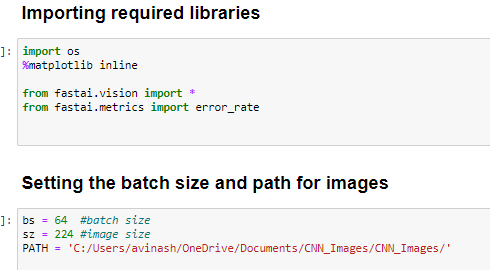 Importing required libraries
]: import os
%matplotlib inline
from fastai.vision import *
from fastai.metrics import error_rate
Setting the batch size and path for images
]: bs = 64 #batch size
sz = 224 #image size
PATH = 'C:/Users/avinash/OneDrive/Documents/CNN_Images/CNN_Images/'